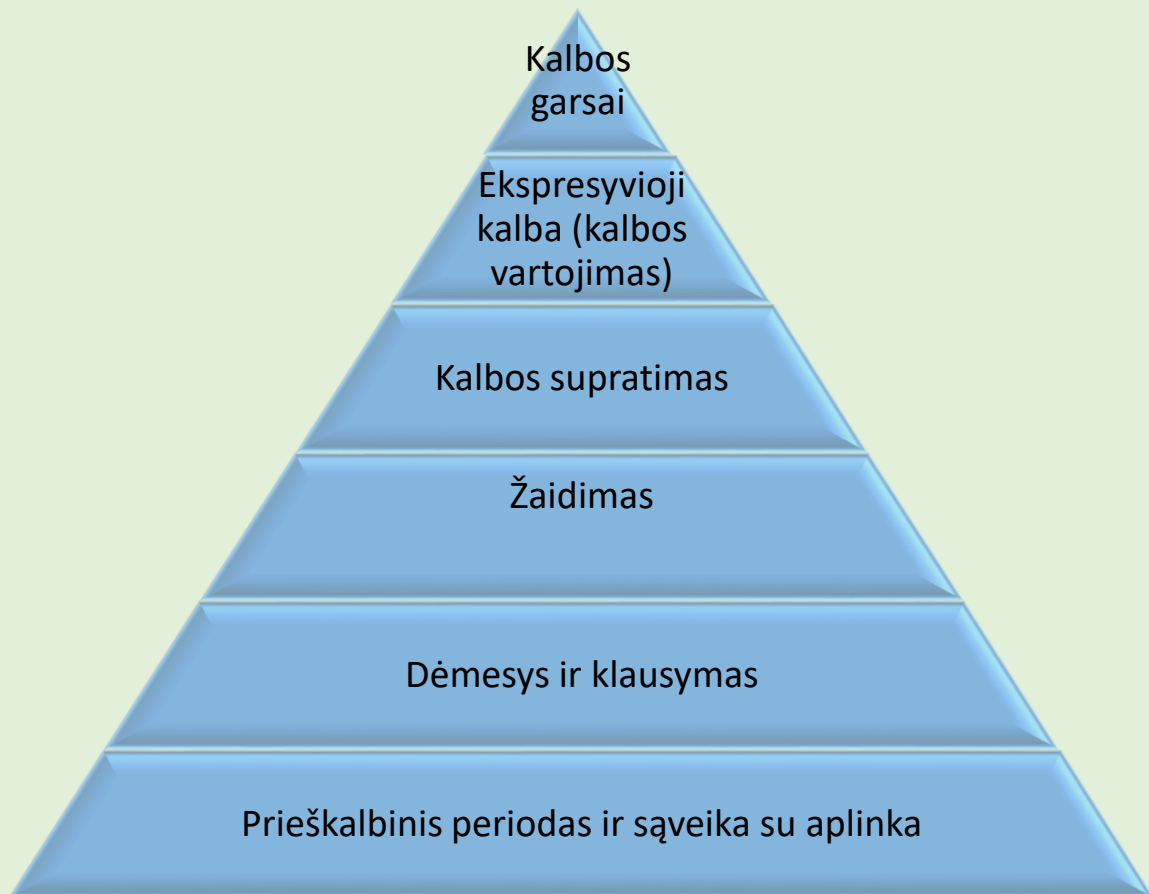 Kalbos
garsai
Ekspresyvioji
kalba (kalbos
vartojimas)
Kalbos supratimas
Žaidimas
Dėmesys ir klausymas
Prieškalbinis periodas ir sąveika su aplinka